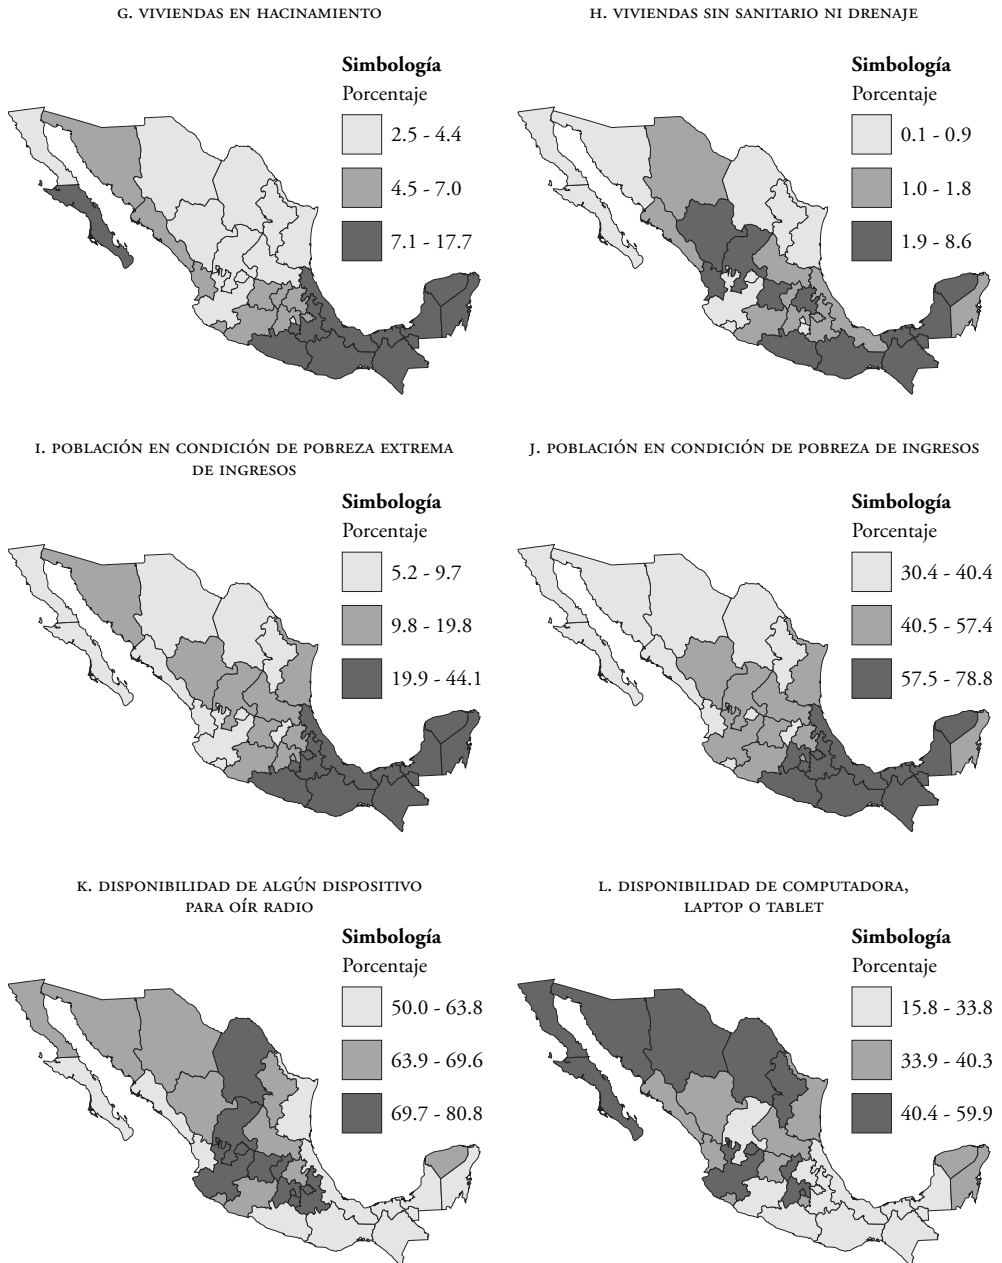 G. VIVIENDAS EN HACINAMIENTO
Simbología
Porcentaje
2.5 - 4.4
4.5 - 7.0
7.1 - 17.7
H. VIVIENDAS SIN SANITARIO NI DRENAJE
Simbología
Porcentaje
0.1 - 0.9
1.0 - 1.8
1.9 - 8.6
I. POBLACIÓN EN CONDICIÓN DE POBREZA EXTREMA
DE INGRESOS
Simbología
Porcentaje
5.2 - 9.7
9.8 - 19.8
19.9 - 44.1
J. POBLACIÓN EN CONDICIÓN DE POBREZA DE INGRESOS
Simbología
Porcentaje
30.4 - 40.4
40.5 - 57.4
57.5 - 78.8
K. DISPONIBILIDAD DE ALGÚN DISPOSITIVO
PARA OÍR RADIO
Simbología
Porcentaje
50.0 - 63.8
63.9 - 69.6
69.7 - 80.8
L. DISPONIBILIDAD DE COMPUTADORA,
LAPTOP O TABLET
Simbología
Porcentaje
15.8 - 33.8
33.9 - 40.3
40.4 - 59.9